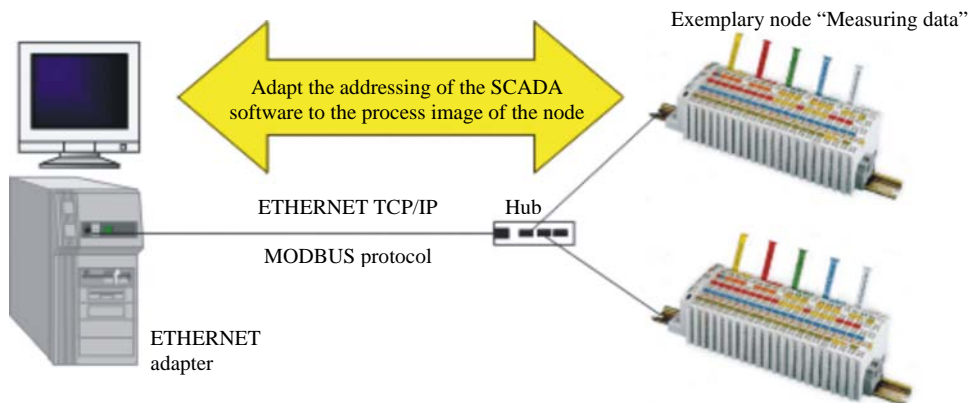 Exemplary node “Measuring data”
Adapt the addressing of the SCADA
software to the process image of the node
ETHERNET TCP/IP
Hub
MODBUS protocol
ETHERNET
adapter